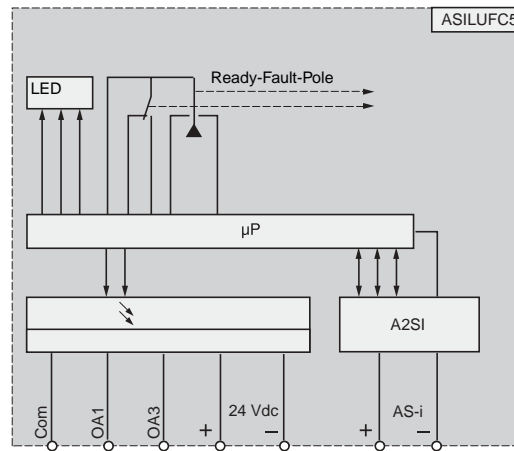 ASILUFC5
Ready-Fault-Pole
LED
µP
A2SI
Com
OA1
OA3
+
24 Vdc
–
+
AS-i
–